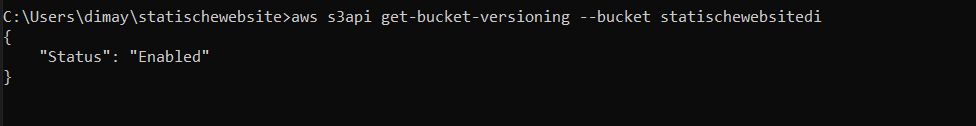 C:\Users\dimay\statischewebsite>aws s3api get-bucket-versioning --bucket statischewebsitedi
{
    "Status": "Enabled"
}